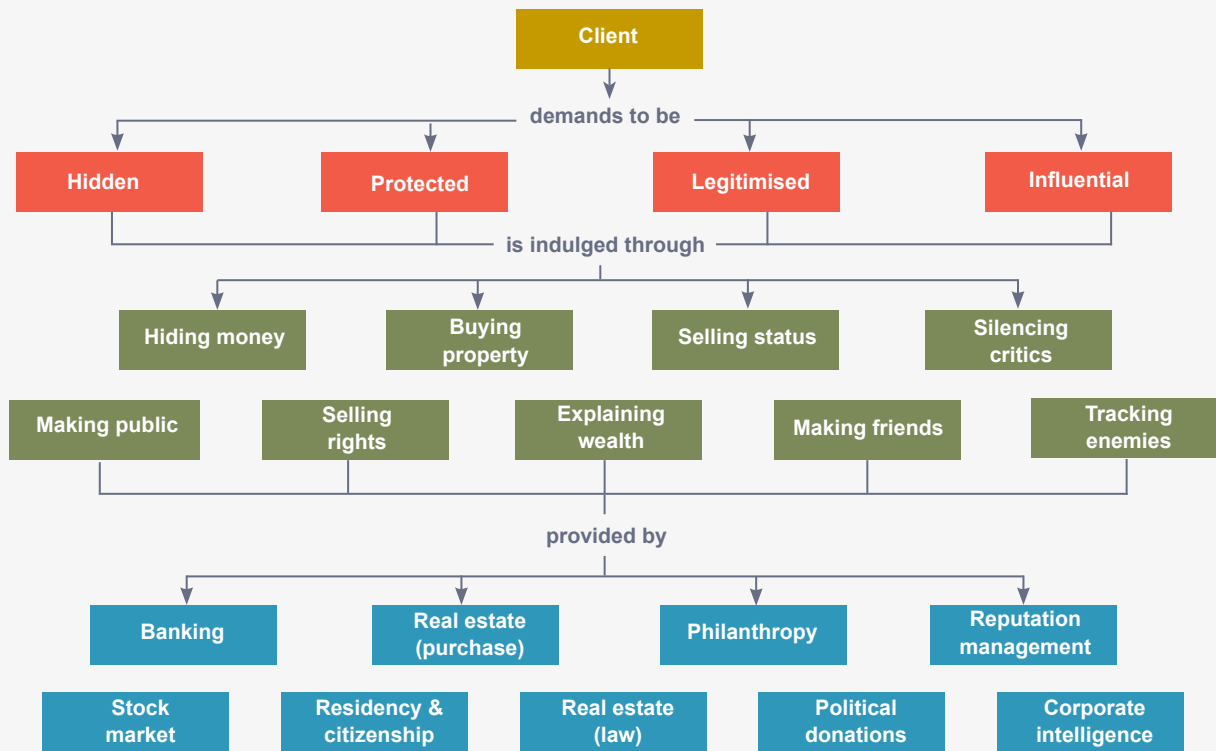 Client
demands to be
Hidden
Protected
Legitimised
Influential
is indulged through
Hiding money
Buying
property
Selling status
Silencing
critics
Making public
Selling
rights
Explaining
wealth
Making friends
Tracking
enemies
provided by
Banking
Real estate
(purchase)
Philanthropy
Reputation
management
Stock
market
Residency &
citizenship
Real estate
(law)
Political
donations
Corporate
intelligence